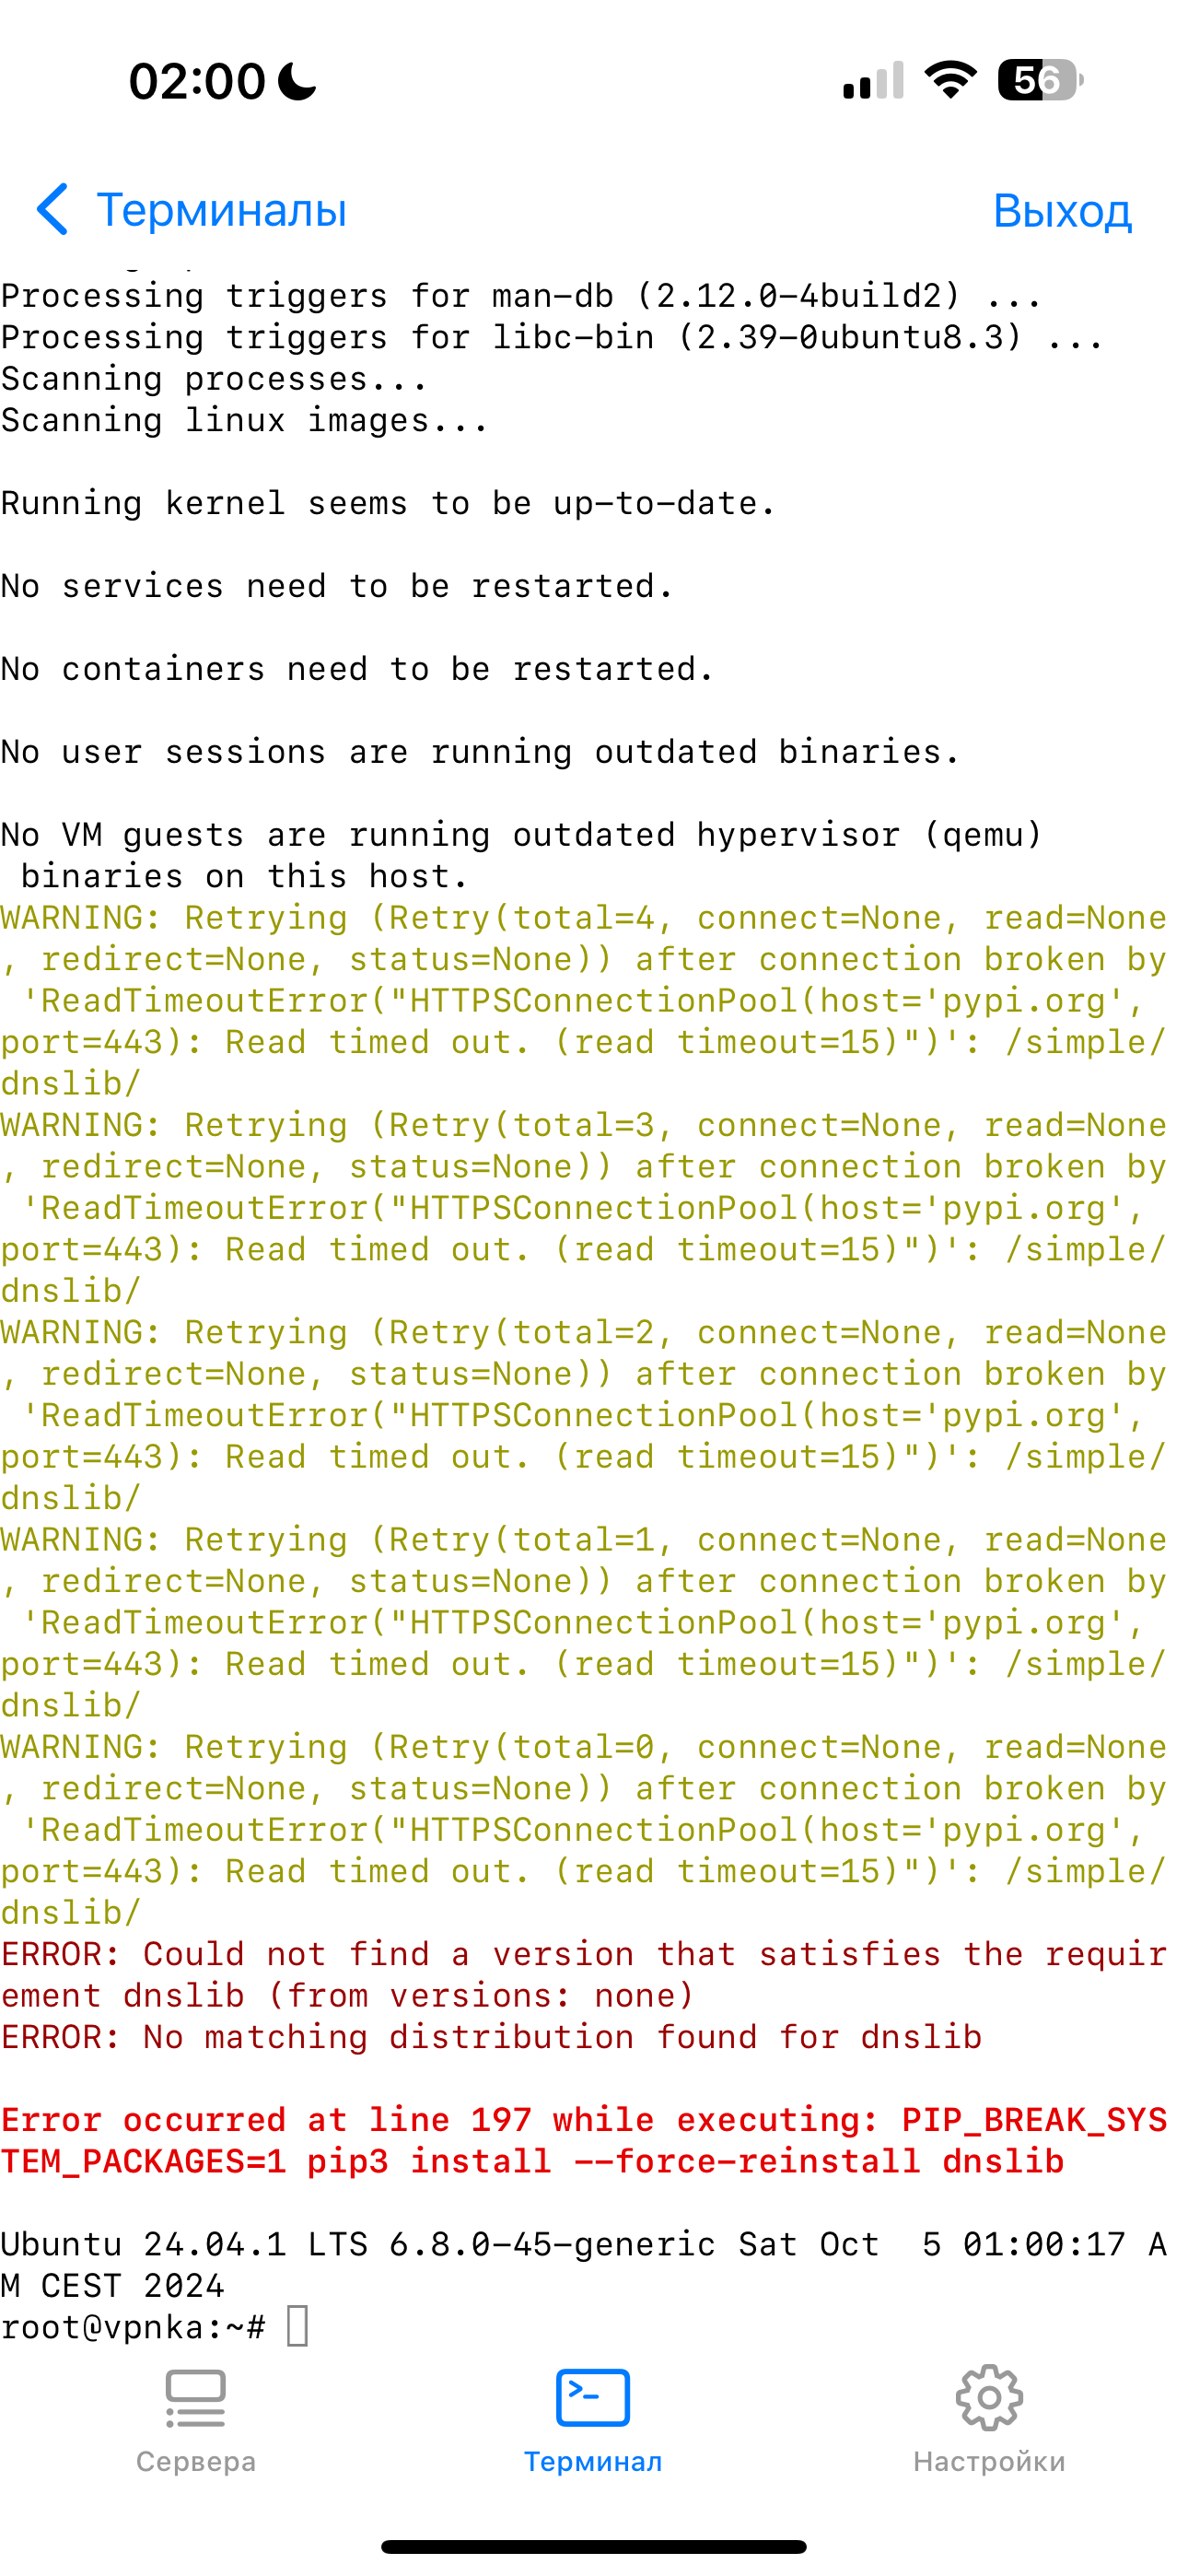 02:00
56
Терминалы
Выход
Processing triggers for man-db (2.12.0-4build2) ...
Processing triggers for libc-bin (2.39-0ubuntu8.3) ...
Scanning processes...
Scanning linux images...
Running kernel seems to be up-to-date.
No services need to be restarted.
No containers need to be restarted.
No user sessions are running outdated binaries.
No VM guests are running outdated hypervisor (qemu)
 binaries on this host.
WARNING: Retrying (Retry(total=4, connect=None, read=None
, redirect=None, status=None)) after connection broken by
 'ReadTimeoutError("HTTPSConnectionPool(host='pypi.org',
port=443): Read timed out. (read timeout=15)")': /simple/
dnslib/
WARNING: Retrying (Retry(total=3, connect=None, read=None
, redirect=None, status=None)) after connection broken by
 'ReadTimeoutError("HTTPSConnectionPool(host='pypi.org',
port=443): Read timed out. (read timeout=15)")': /simple/
dnslib/
WARNING: Retrying (Retry(total=2, connect=None, read=None
, redirect=None, status=None)) after connection broken by
 'ReadTimeoutError("HTTPSConnectionPool(host='pypi.org',
port=443): Read timed out. (read timeout=15)")': /simple/
dnslib/
WARNING: Retrying (Retry(total=1, connect=None, read=None
, redirect=None, status=None)) after connection broken by
 'ReadTimeoutError("HTTPSConnectionPool(host='pypi.org',
port=443): Read timed out. (read timeout=15)")': /simple/
dnslib/
WARNING: Retrying (Retry(total=0, connect=None, read=None
, redirect=None, status=None)) after connection broken by
 'ReadTimeoutError("HTTPSConnectionPool(host='pypi.org',
port=443): Read timed out. (read timeout=15)")': /simple/
dnslib/
ERROR: Could not find a version that satisfies the requir
ement dnslib (from versions: none)
ERROR: No matching distribution found for dnslib
Error occurred at line 197 while executing: PIP_BREAK_SYS
TEM_PACKAGES=1 pip3 install --force-reinstall dnslib
Ubuntu 24.04.1 LTS 6.8.0-45-generic Sat Oct  5 01:00:17 A
M CEST 2024
root@vpnka:~#
Сервера
Терминал
Настройки